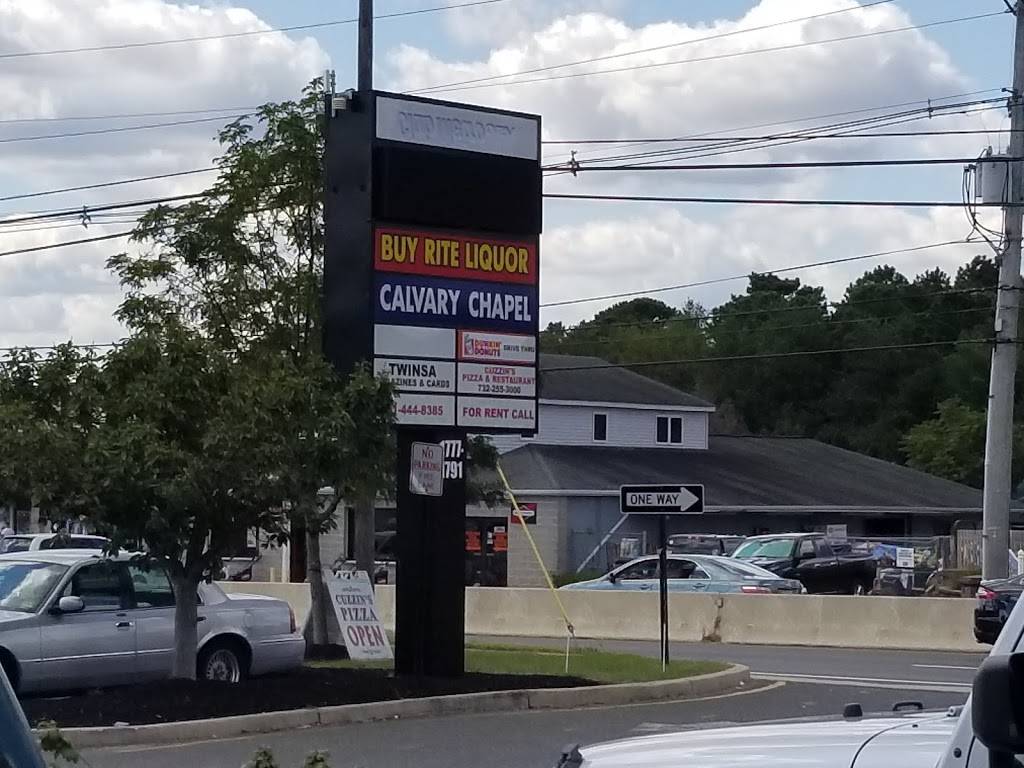 BUY RITE LIQUOR
CALVARY CHAPEL
DUNKIN'
DONUTS
DRIVE THRU
TWINSA
AZINES & CARDS
CUZZIN'S
PIZZA & RESTAURANT
732-255-3000
-444-8385
FOR RENT CALL
777-
791
NO
PARKING
ONE WAY
CUZZIN'S
PIZZA
OPEN